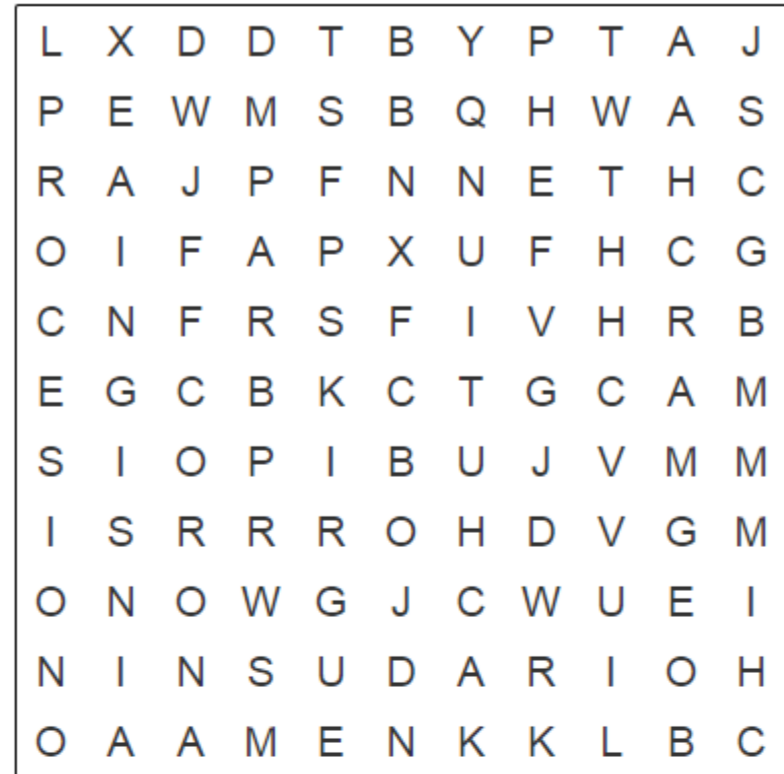 L X D D T B Y P T A J
P E W M S B Q H W A S
R A J P F N N E T H C
O I F A P X U F H C G
C N F R S F I V H R B
E G C B K C T G C A M
S I O P I B U J V M M
I S R R R O H D V G M
O N O W G J C W U E I
N I N S U D A R I O H
O A A M E N K K L B C